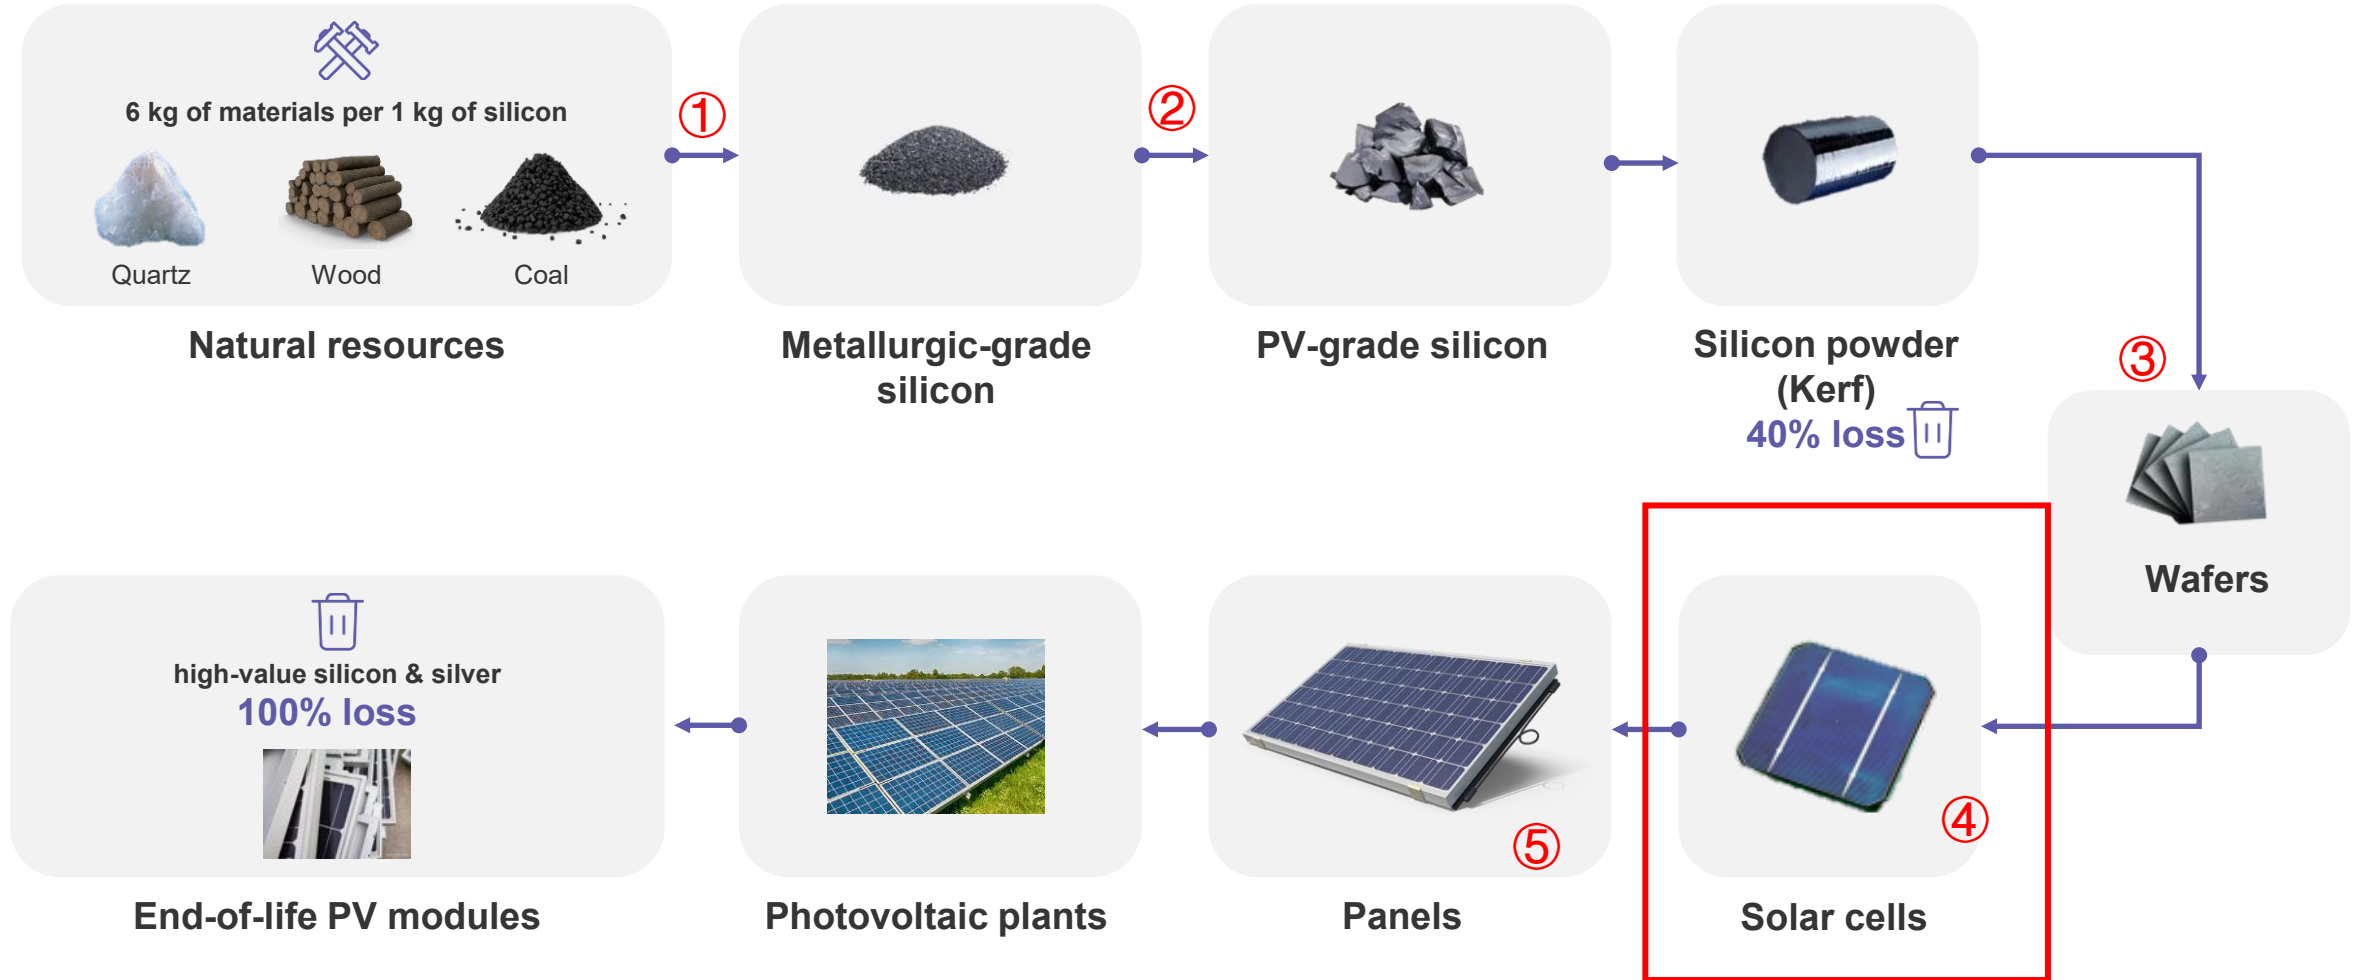 6 kg of materials per 1 kg of silicon
Quartz
Wood
Coal
Natural resources
①
Metallurgic-grade
silicon
②
PV-grade silicon
Silicon powder
(Kerf)
40% loss
③
Wafers
④
Solar cells
⑤
Panels
Photovoltaic plants
high-value silicon & silver
100% loss
End-of-life PV modules